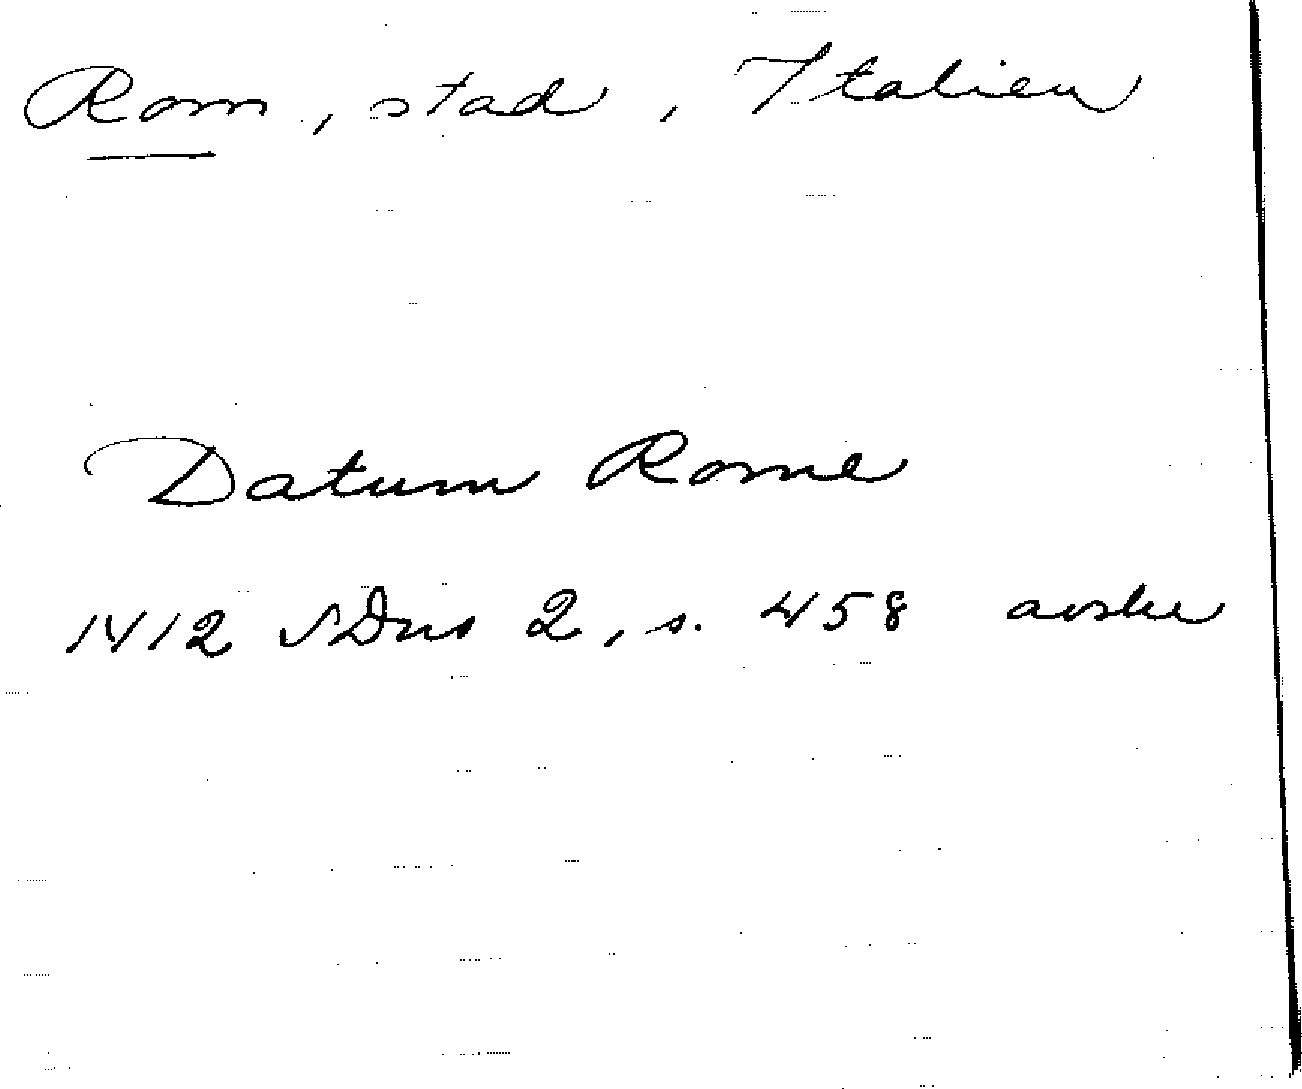 Rom, stad, Italien
Datum Rome
1412 SDns 2, s. 458 avskr